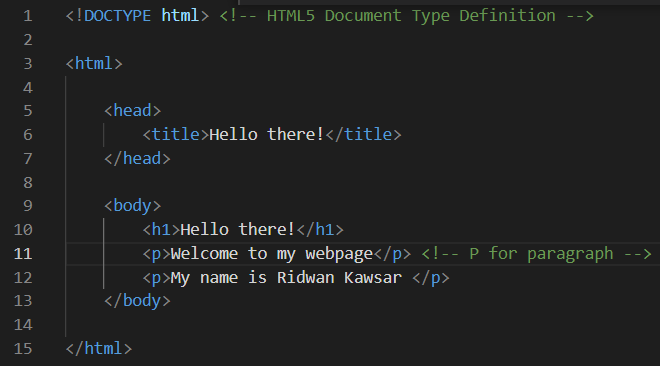 1 <!DOCTYPE html> <!-- HTML5 Document Type Definition -->
2
3 <html>
4
5     <head>
6         <title>Hello there!</title>
7     </head>
8
9     <body>
10         <h1>Hello there!</h1>
11         <p>Welcome to my webpage</p> <!-- P for paragraph -->
12         <p>My name is Ridwan Kawsar </p>
13     </body>
14
15 </html>